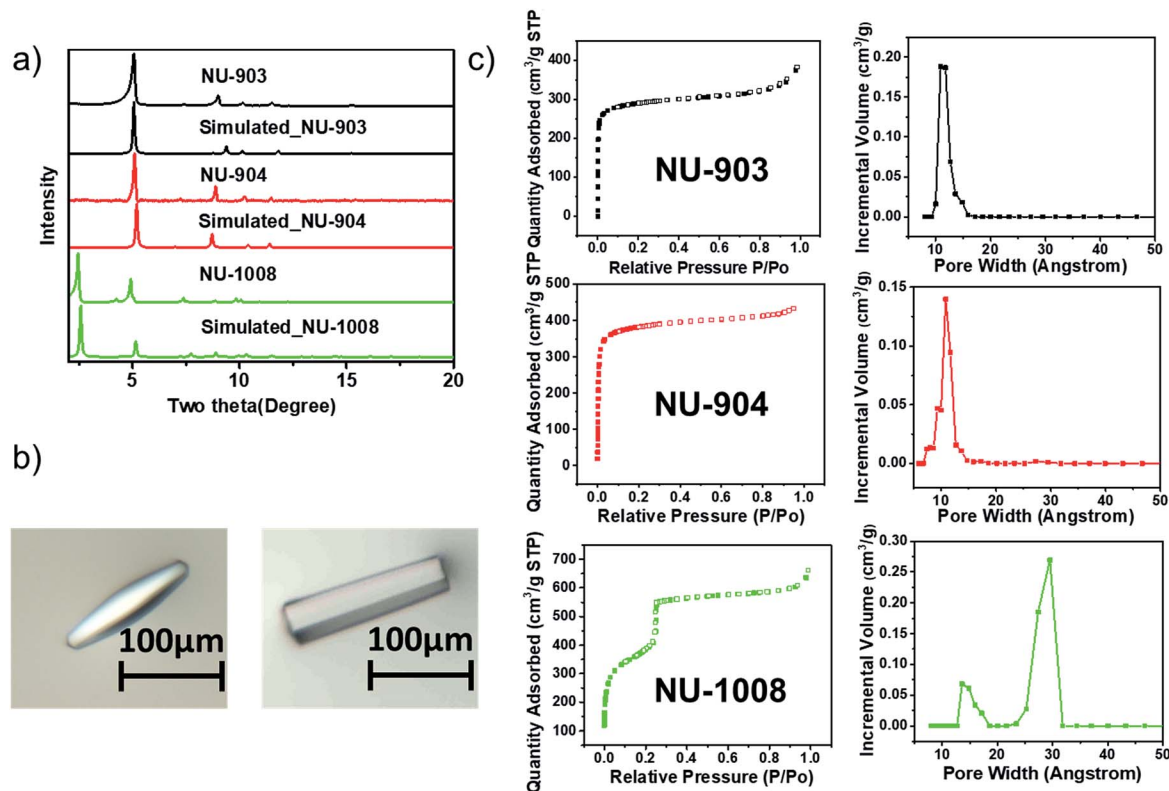 a)
NU-903
Simulated_NU-903
NU-904
Simulated_NU-904
NU-1008
Simulated_NU-1008
Intensity
5
10
15
20
Two theta(Degree)
b)
100μm
100μm
c)
Quantity Adsorbed (cm³/g STP)
400
300
200
100
0
NU-903
0.0 0.2 0.4 0.6 0.8 1.0
Relative Pressure P/Po
Incremental Volume (cm³/g)
0.20
0.15
0.10
0.05
0.00
0 10 20 30 40 50
Pore Width (Angstrom)
Quantity Adsorbed (cm³/g STP
500
400
300
200
100
0
NU-904
0.0 0.2 0.4 0.6 0.8 1.0
Relative Pressure (P/Po)
Incremental Volume (cm³/g)
0.15
0.10
0.05
0.00
10 20 30 40 50
Pore Width (Angstrom)
Quantity Adsorbed (cm³/g STP)
700
600
500
400
300
200
100
NU-1008
0.0 0.2 0.4 0.6 0.8 1.0
Relative Pressure (P/Po)
Incremental Volume (cm³/g)
0.30
0.25
0.20
0.15
0.10
0.05
0.00
10 20 30 40 50
Pore Width (Angstrom)